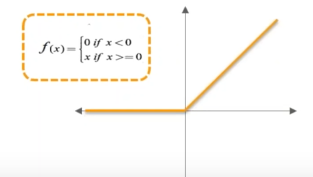 f(x)= {0 if x<0
x if x>=0